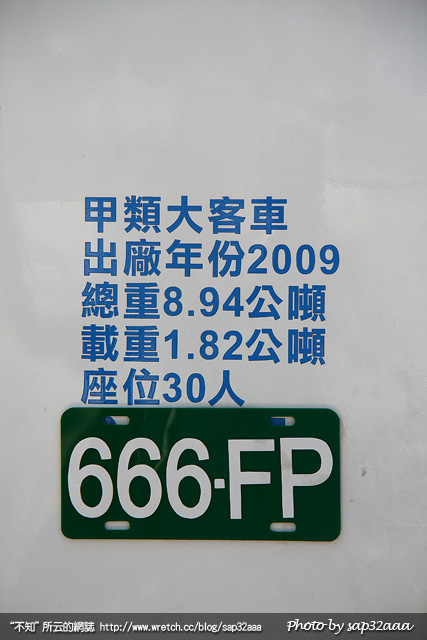 甲類大客車
出廠年份2009
總重8.94公噸
載重1.82公噸
座位30人
666-FP
“不知”所云的網誌 http://www.wretch.cc/blog/sap32aaa
Photo by sap32aaa